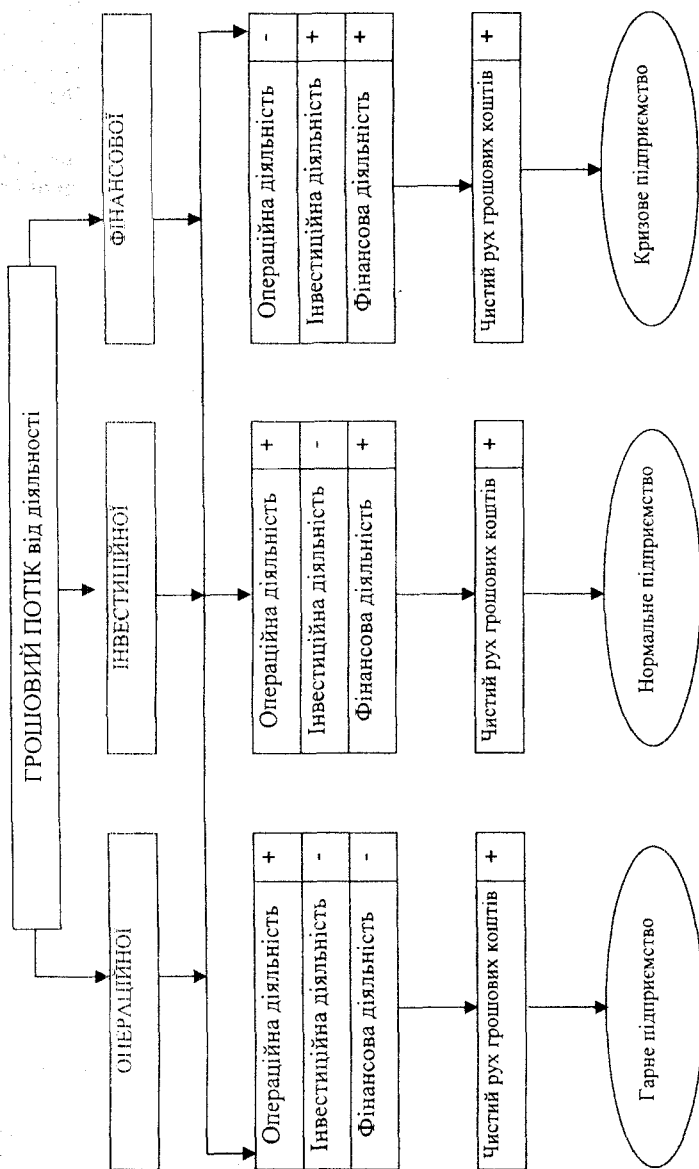 ГРОШОВИЙ ПОТІК від діяльності
ОПЕРАЦІЙНОЇ
ІНВЕСТИЦІЙНОЇ
ФІНАНСОВОЇ
Операційна діяльність +
Інвестиційна діяльність -
Фінансова діяльність -
Операційна діяльність +
Інвестиційна діяльність -
Фінансова діяльність +
Операційна діяльність -
Інвестиційна діяльність +
Фінансова діяльність +
Чистий рух грошових коштів +
Чистий рух грошових коштів +
Чистий рух грошових коштів +
Гарне підприємство
Нормальне підприємство
Кризове підприємство